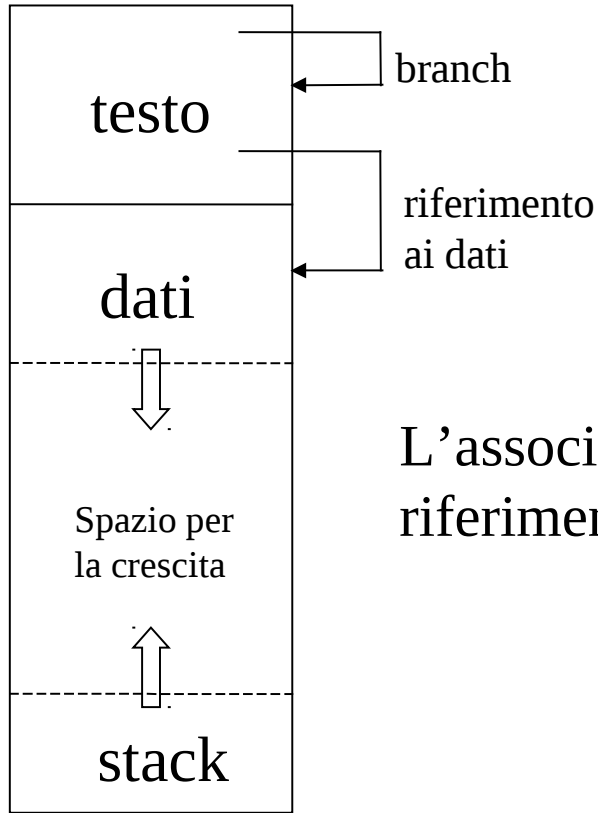 branch
testo
riferimento
ai dati
dati
L’associ
riferimen
Spazio per
la crescita
stack